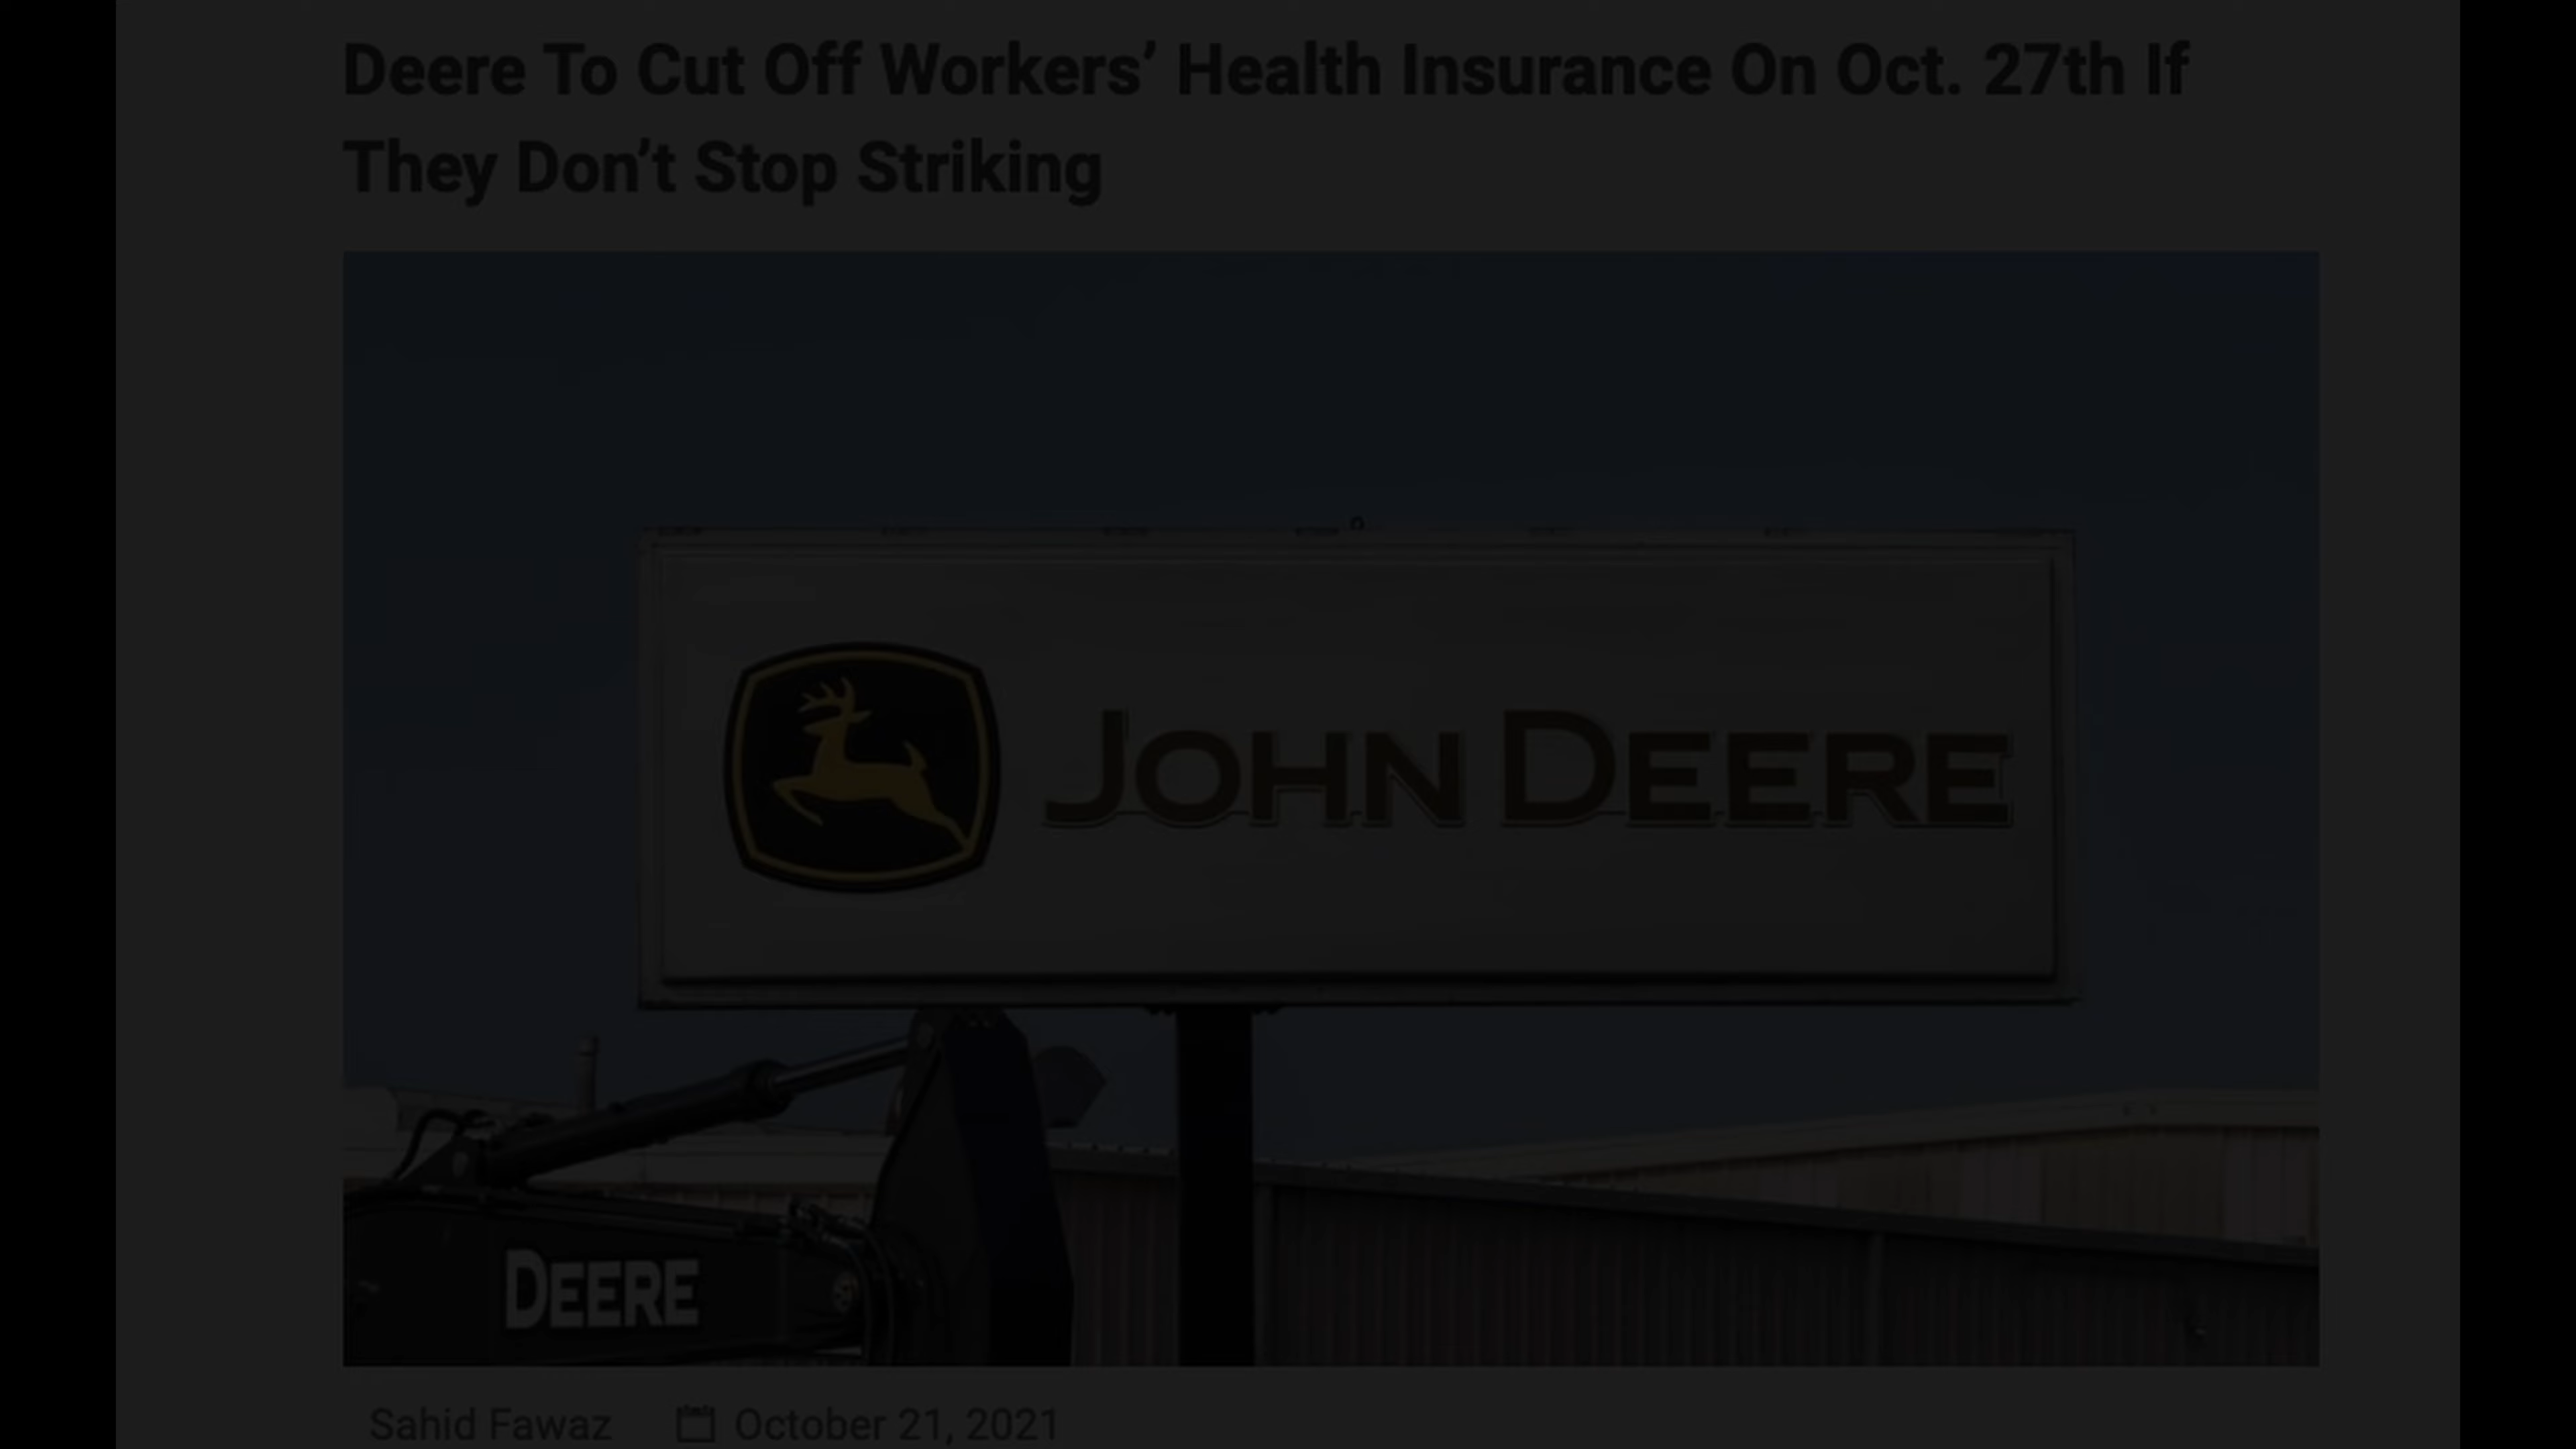 Deere To Cut Off Workers’ Health Insurance On Oct. 27th If
They Don’t Stop Striking
JOHN DEERE
DEERE
Sahid Fawaz October 21, 2021